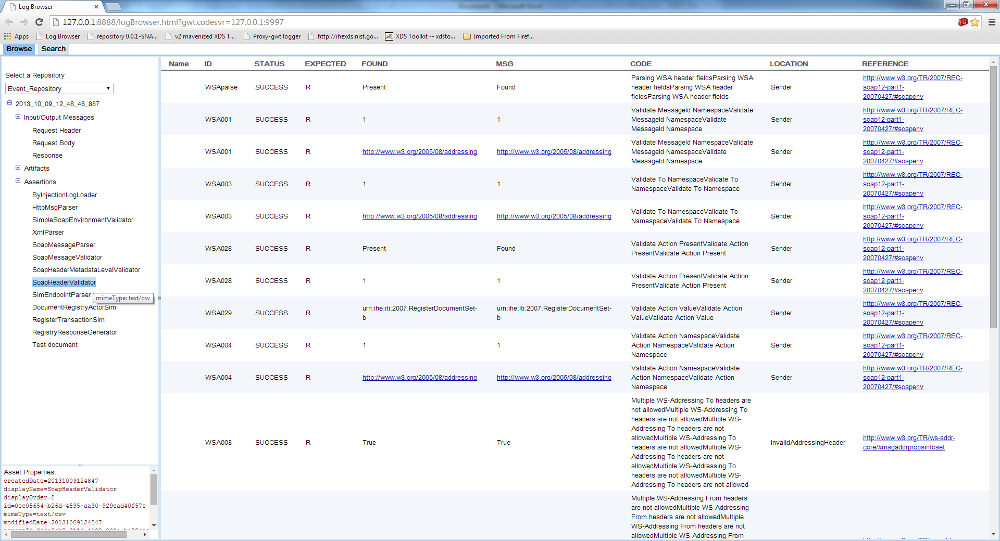 Log Browser
127.0.0.1:8888/logBrowser.html?gwt.codesvr=127.0.0.1:9997
Apps Log Browser repository 0.0.1-SNA... v2 mavenized XDS T... Proxy-gwt logger http://ihexds.nist.go... XDS Toolkit -- xdsto... Imported From Firef...
Browse Search
Select a Repository
Event_Repository
2013_10_09_12_48_46_887
Input/Output Messages
Request Header
Request Body
Response
Artifacts
Assertions
ByInjectionLogLoader
HttpMsgParser
SimpleSoapEnvironmentValidator
XmlParser
SoapMessageParser
SoapMessageValidator
SoapHeaderMetadataLevelValidator
SoapHeaderValidator
SimEndpointParser
mimeType: text/csv
DocumentRegistryActorSim
RegisterTransactionSim
RegistryResponseGenerator
Test document
Asset Properties:
createdDate=20131009124847
displayName=SoapHeaderValidator
displayOrder=8
id=0cc05654-b26d-4595-aa30-929ead40f57c
mimeType=text/csv
modifiedDate=20131009124847
Name ID STATUS EXPECTED FOUND MSG CODE LOCATION REFERENCE
WSAparse SUCCESS R Present Found
Parsing WSA header fieldsParsing WSA
header fieldsParsing WSA header
fieldsParsing WSA header fields
Sender
http://www.w3.org/TR/2007/REC-
soap12-part1-
20070427/#soapenv
WSA001 SUCCESS R 1 1
Validate MessageId NamespaceValidate
MessageId NamespaceValidate
MessageId Namespace
Sender
http://www.w3.org/TR/2007/REC-
soap12-part1-
20070427/#soapenv
WSA001 SUCCESS R http://www.w3.org/2005/08/addressing http://www.w3.org/2005/08/addressing
Validate MessageId NamespaceValidate
MessageId NamespaceValidate
MessageId Namespace
Sender
http://www.w3.org/TR/2007/REC-
soap12-part1-
20070427/#soapenv
WSA003 SUCCESS R 1 1
Validate To NamespaceValidate To
NamespaceValidate To Namespace
Sender
http://www.w3.org/TR/2007/REC-
soap12-part1-
20070427/#soapenv
WSA003 SUCCESS R http://www.w3.org/2005/08/addressing http://www.w3.org/2005/08/addressing
Validate To NamespaceValidate To
NamespaceValidate To Namespace
Sender
http://www.w3.org/TR/2007/REC-
soap12-part1-
20070427/#soapenv
WSA028 SUCCESS R Present Found
Validate Action PresentValidate Action
PresentValidate Action Present
Sender
http://www.w3.org/TR/2007/REC-
soap12-part1-
20070427/#soapenv
WSA028 SUCCESS R 1 1
Validate Action PresentValidate Action
PresentValidate Action Present
Sender
http://www.w3.org/TR/2007/REC-
soap12-part1-
20070427/#soapenv
WSA029 SUCCESS R
urn:ihe:iti:2007:RegisterDocumentSet-
b
urn:ihe:iti:2007:RegisterDocumentSet-
b
Validate Action ValueValidate Action
ValueValidate Action Value
Sender
http://www.w3.org/TR/2007/REC-
soap12-part1-
20070427/#soapenv
WSA004 SUCCESS R 1 1
Validate Action NamespaceValidate
Action NamespaceValidate Action
Namespace
Sender
http://www.w3.org/TR/2007/REC-
soap12-part1-
20070427/#soapenv
WSA004 SUCCESS R http://www.w3.org/2005/08/addressing http://www.w3.org/2005/08/addressing
Validate Action NamespaceValidate
Action NamespaceValidate Action
Namespace
Sender
http://www.w3.org/TR/2007/REC-
soap12-part1-
20070427/#soapenv
WSA008 SUCCESS R True True
Multiple WS-Addressing To headers are
not allowedMultiple WS-Addressing To
headers are not allowedMultiple WS-
Addressing To headers are not
allowedMultiple WS-Addressing To
headers are not allowedMultiple WS-
Addressing To headers are not
allowedMultiple WS-Addressing To
headers are not allowedMultiple WS-
Addressing To headers are not allowed
InvalidAddressingHeader
http://www.w3.org/TR/ws-addr-
core/#msgaddrpropsinfoset
Multiple WS-Addressing From headers
are not allowedMultiple WS-Addressing
From headers are not allowedMultiple
WS-Addressing From headers are not
allowedMultiple WS-Addressing From